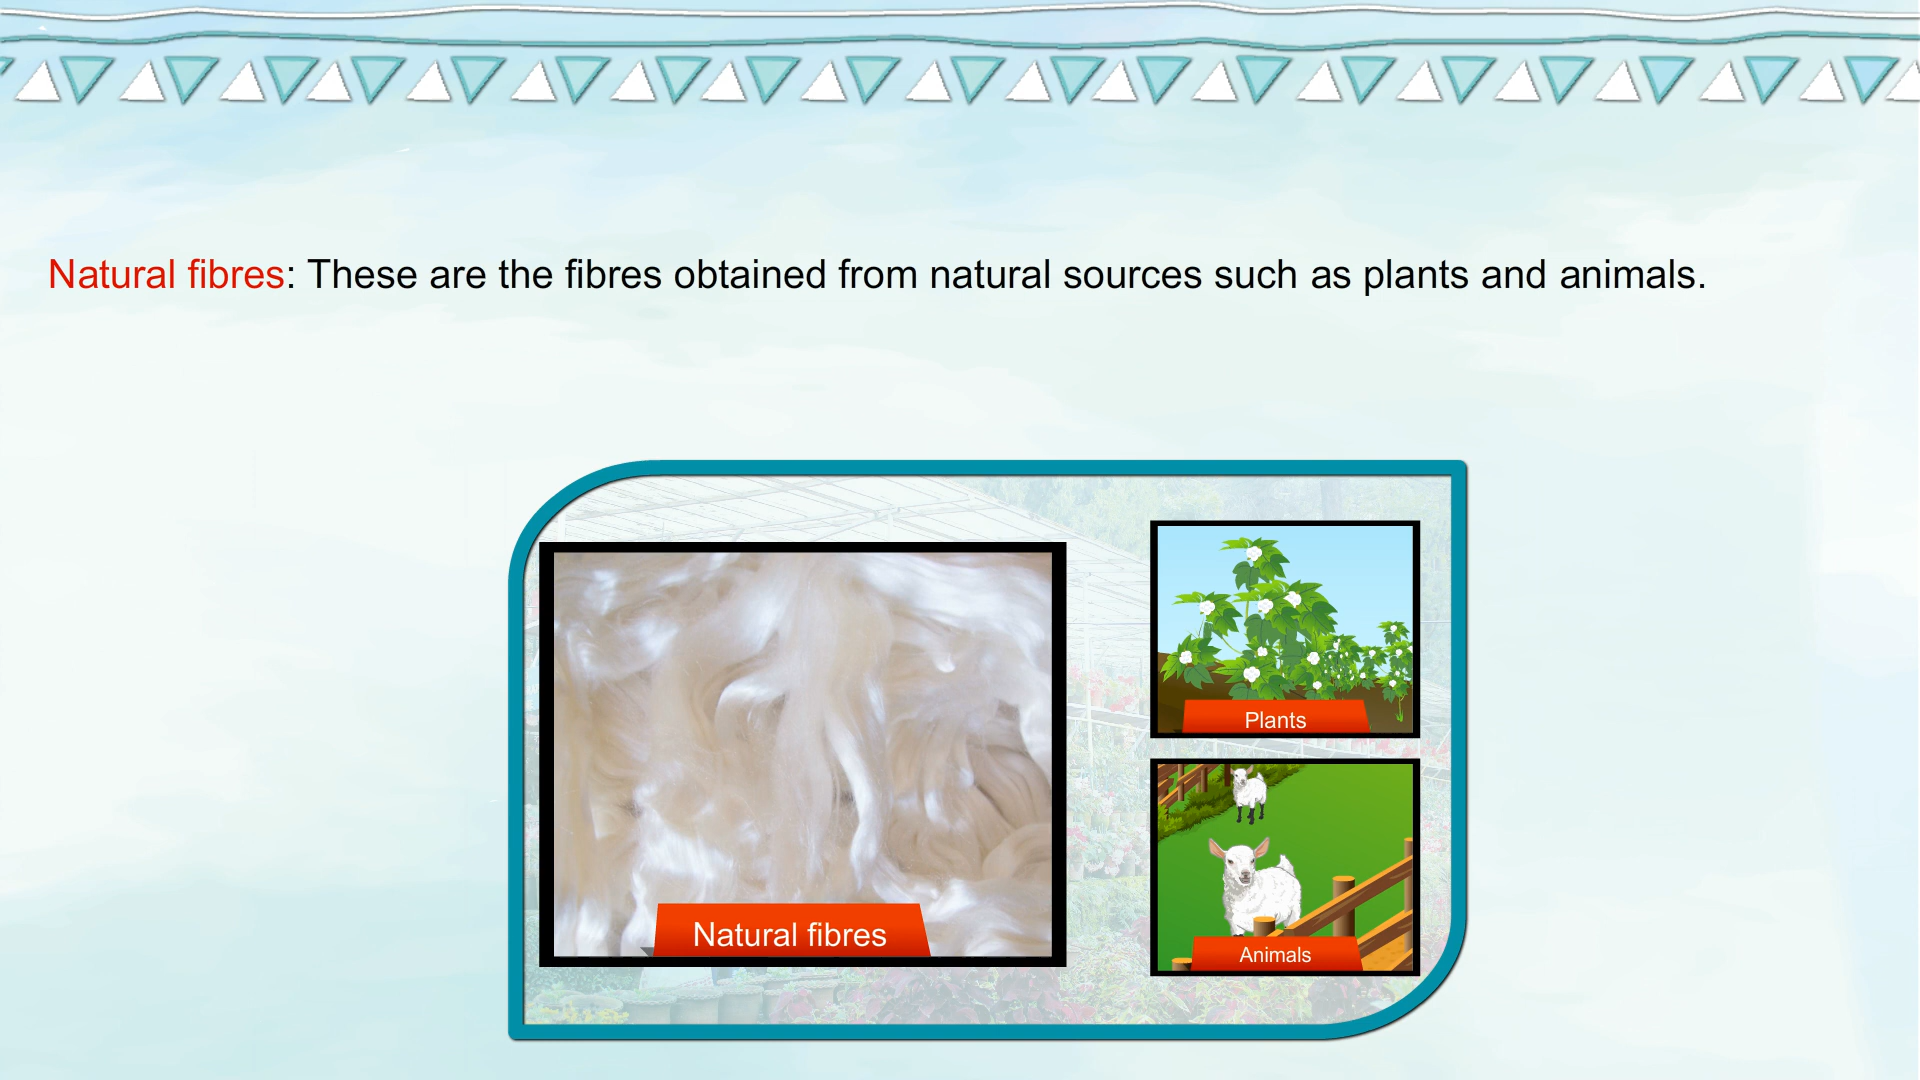 Natural fibres: These are the fibres obtained from natural sources such as plants and animals.
Plants
Natural fibres
Animals